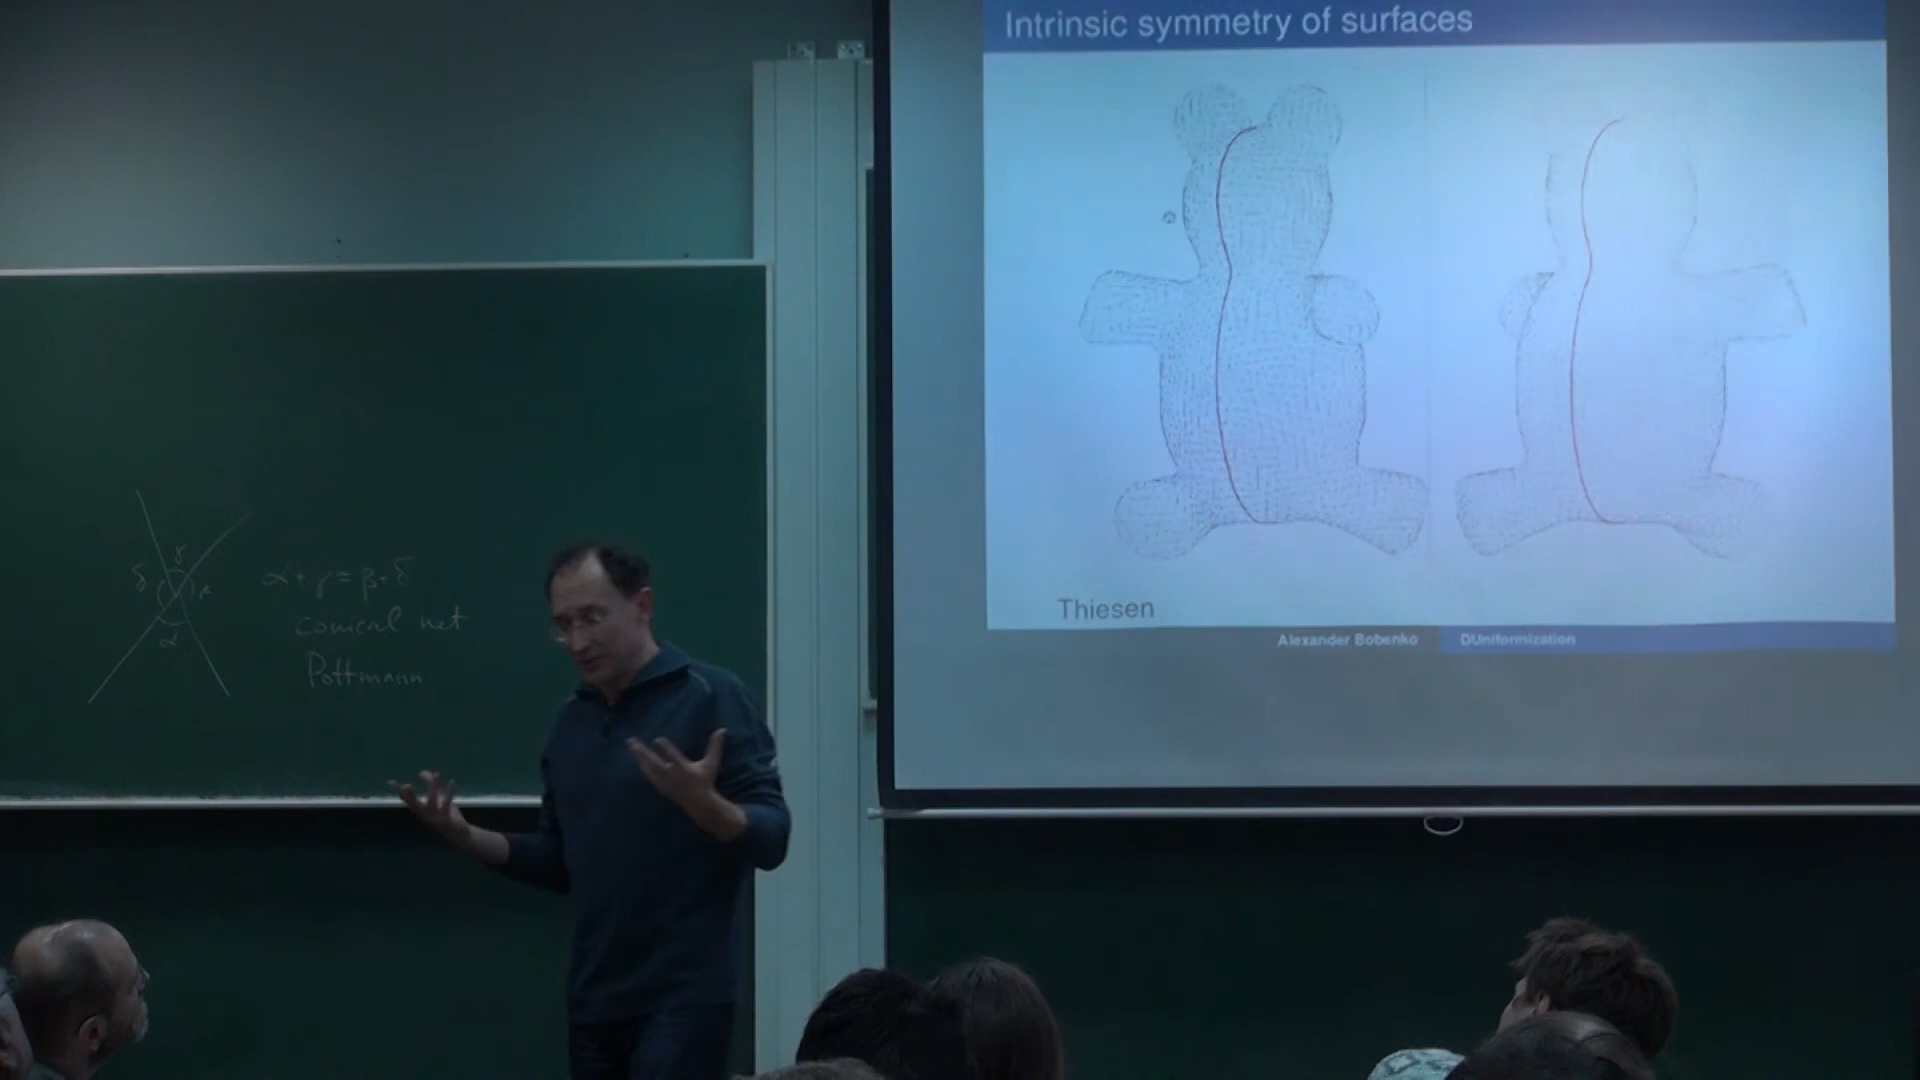 Intrinsic symmetry of surfaces
Thiesen
Alexander Bobenko DUniformization
γ
δ β
α
α+γ=β+δ
conical net
Pottmann